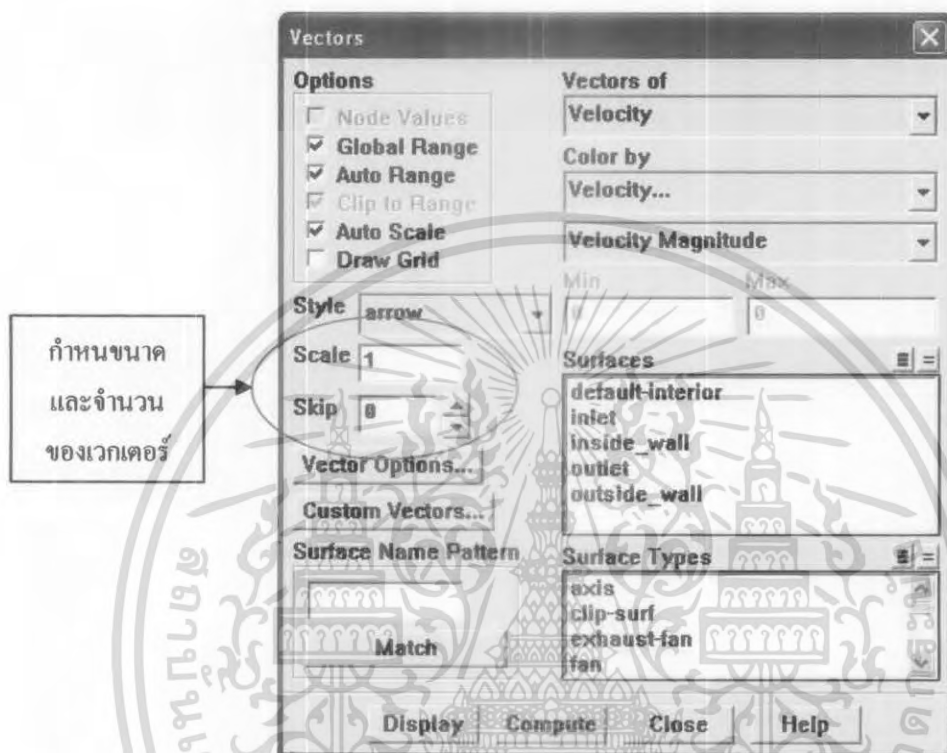 Vectors
Options
Node Values
Global Range
Auto Range
Clip to Range
Auto Scale
Draw Grid
Style arrow
Scale 1
Skip 0
Vector Options...
Custom Vectors...
Surface Name Pattern
Match
Vectors of
Velocity
Color by
Velocity...
Velocity Magnitude
Min Max
0 0
Surfaces
default-interior
inlet
inside_wall
outlet
outside_wall
Surface Types
axis
clip-surf
exhaust-fan
fan
Display Compute Close Help
กำหนขนาด
และจำนวน
ของเวกเตอร์